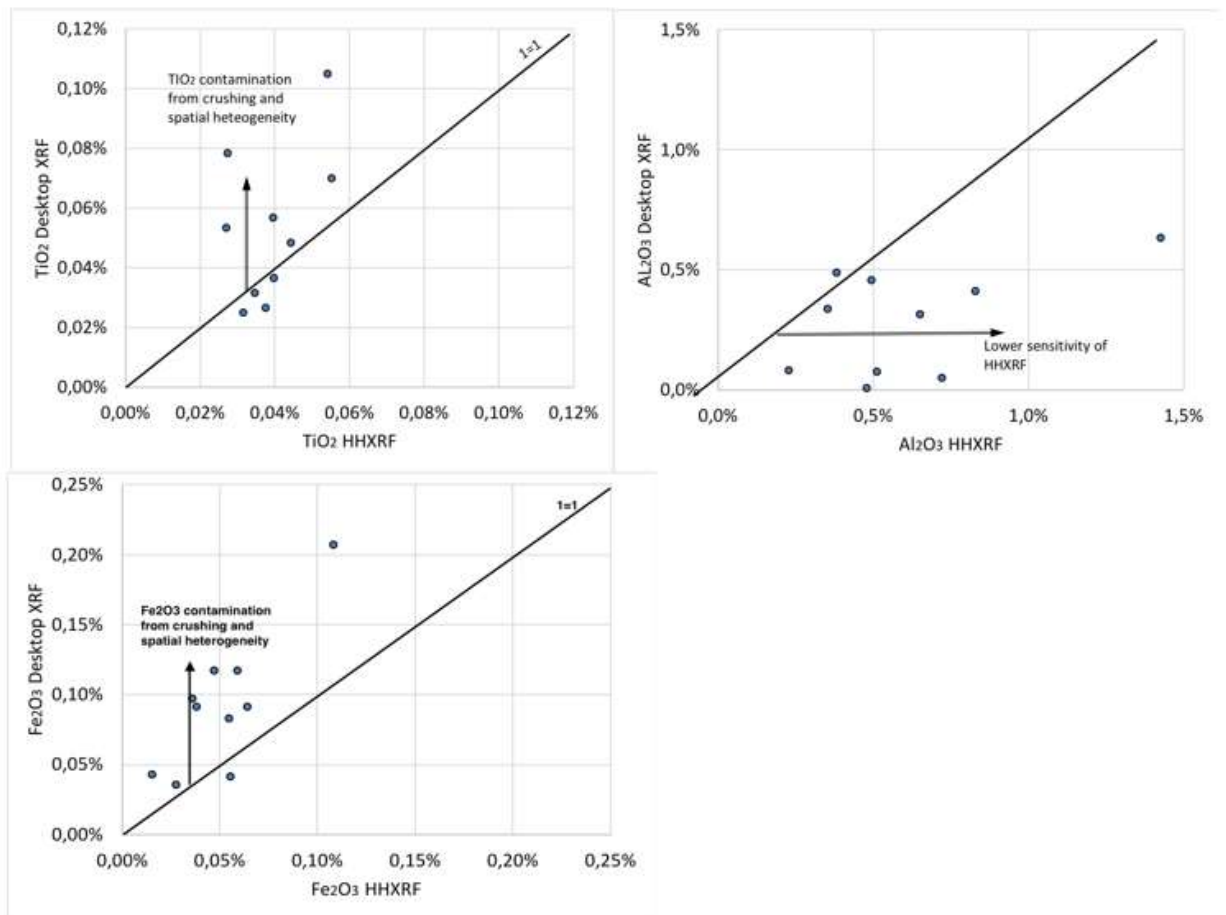 0,12%
0,10%
0,08%
0,06%
0,04%
0,02%
0,00%
TiO2 Desktop XRF
TIO2 contamination
from crushing and
spatial heteogeneity
1=1
0,00%
0,02%
0,04%
0,06%
0,08%
0,10%
0,12%
TiO2 HHXRF
1,5%
1,0%
0,5%
0,0%
AL2O3 Desktop XRF
Lower sensitivity of
HHXRF
0,0%
0,5%
1,0%
1,5%
Al2O3 HHXRF
0,25%
0,20%
0,15%
0,10%
0,05%
0,00%
Fe2O3 Desktop XRF
Fe2O3 contamination
from crushing and
spatial heterogeneity
1=1
0,00%
0,05%
0,10%
0,15%
0,20%
0,25%
Fe2O3 HHXRF